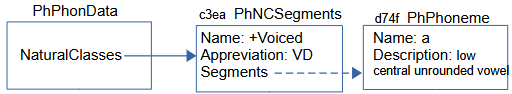 PhPhonData
NaturalClasses
c3ea PhNCSegments
Name: +Voiced
Appreviation: VD
Segments
d74f PhPhoneme
Name: a
Description: low
central unrounded vowel